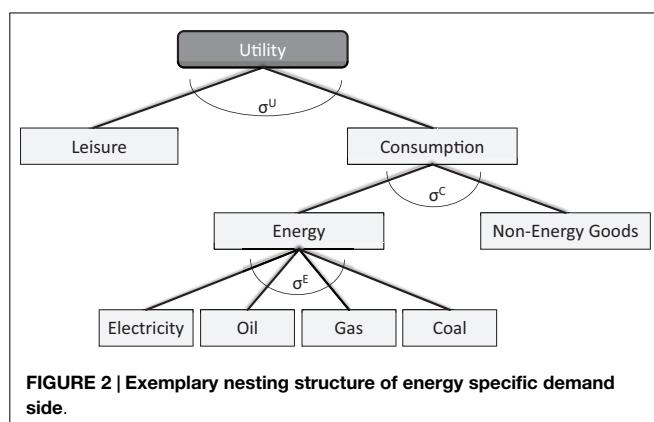 Utility
σᵁ
Leisure
Consumption
σᶜ
Energy
Non-Energy Goods
σᴱ
Electricity
Oil
Gas
Coal
FIGURE 2 | Exemplary nesting structure of energy specific demand
side.